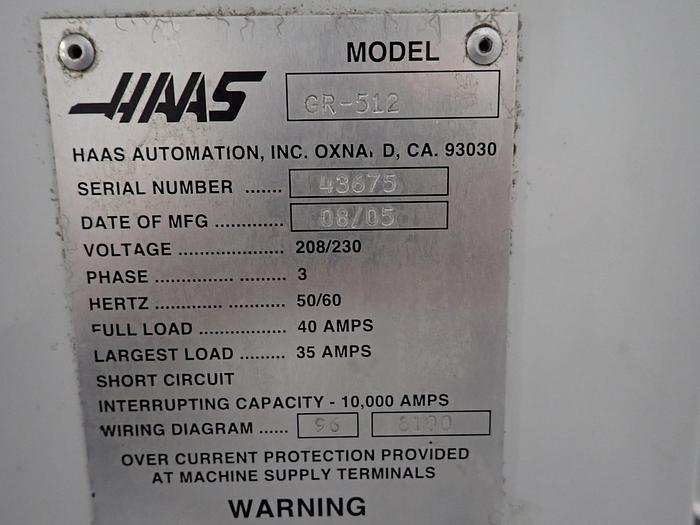 MODEL
HAAS GR-512
HAAS AUTOMATION, INC. OXNA, D, CA. 93030
SERIAL NUMBER ....... 43675
DATE OF MFG ............. 08/05
VOLTAGE .................... 208/230
PHASE .............. ........... 3
HERTZ ............. ............. 50/60
FULL LOAD ................ 40 AMPS
LARGEST LOAD ......... 35 AMPS
SHORT CIRCUIT
INTERRUPTING CAPACITY - 10,000 AMPS
WIRING DIAGRAM ...... 96 8100
OVER CURRENT PROTECTION PROVIDED
AT MACHINE SUPPLY TERMINALS
WARNING